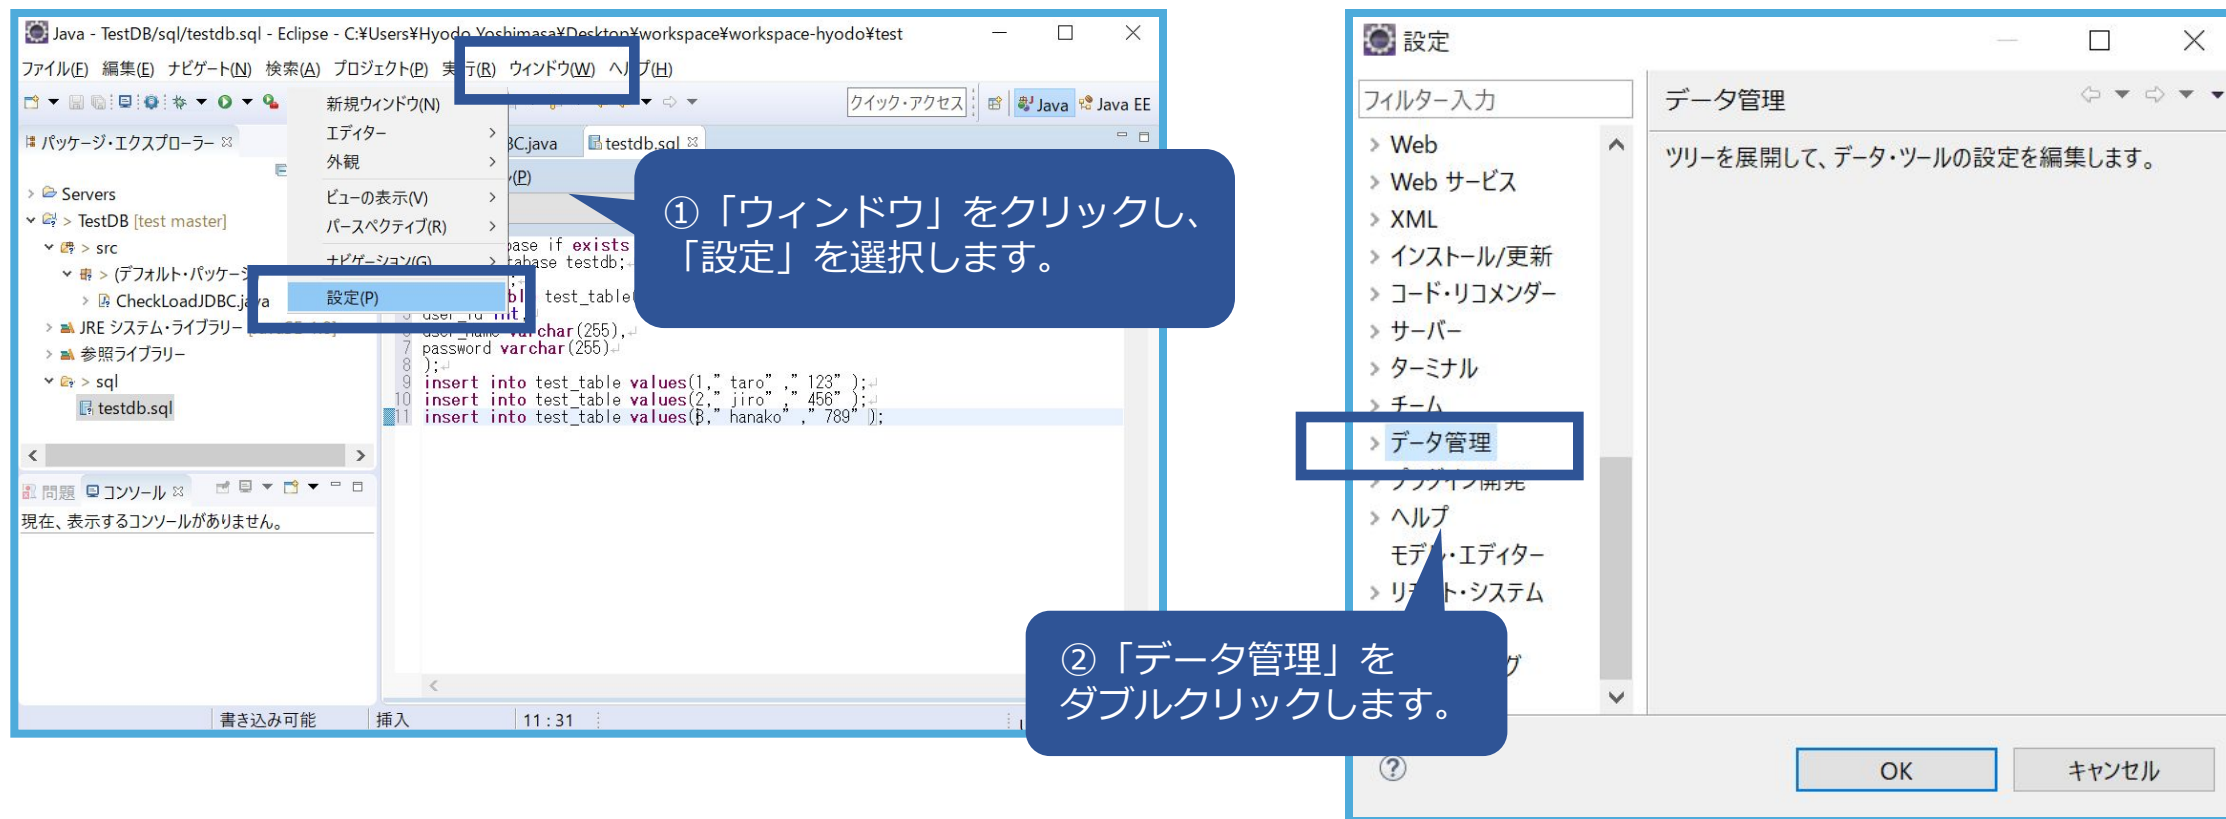 Java - TestDB/sql/testdb.sql - Eclipse - C:¥Users¥Hyodo Yoshimasa¥Desktop¥workspace¥workspace-hyodo¥test
ファイル(F) 編集(E) ナビゲート(N) 検索(A) プロジェクト(P) 実行(R) ウィンドウ(W) ヘルプ(H)
クイック・アクセス Java Java EE
新規ウィンドウ(N)
エディター
外観
ビューの表示(V)
パースペクティブ(R)
ナビゲーション(G)
設定(P)
パッケージ・エクスプローラー
Servers
> TestDB [test master]
> src
> (デフォルト・パッケージ
CheckLoadJDBC.java
JRE システム・ライブラリー
参照ライブラリー
> sql
testdb.sql
BC.java testdb.sql
(P)
base if exists
tabase testdb;
test_table
5 user_id int,
user_name varchar(255),
7 password varchar(255)
8 );
9 insert into test_table values(1,”taro”,”123”);
10 insert into test_table values(2,”jiro”,”456”);
11 insert into test_table values(3,”hanako”,”789”);
問題 コンソール
現在、表示するコンソールがありません。
書き込み可能 挿入 11 : 31
①「ウィンドウ」をクリックし、
「設定」を選択します。
設定
フィルター入力
データ管理
ツリーを展開して、データ・ツールの設定を編集します。
Web
Web サービス
XML
インストール/更新
コード・リコメンダー
サーバー
ターミナル
チーム
データ管理
プラグイン開発
ヘルプ
モデル・エディター
リモート・システム
グ
②「データ管理」を
ダブルクリックします。
OK キャンセル